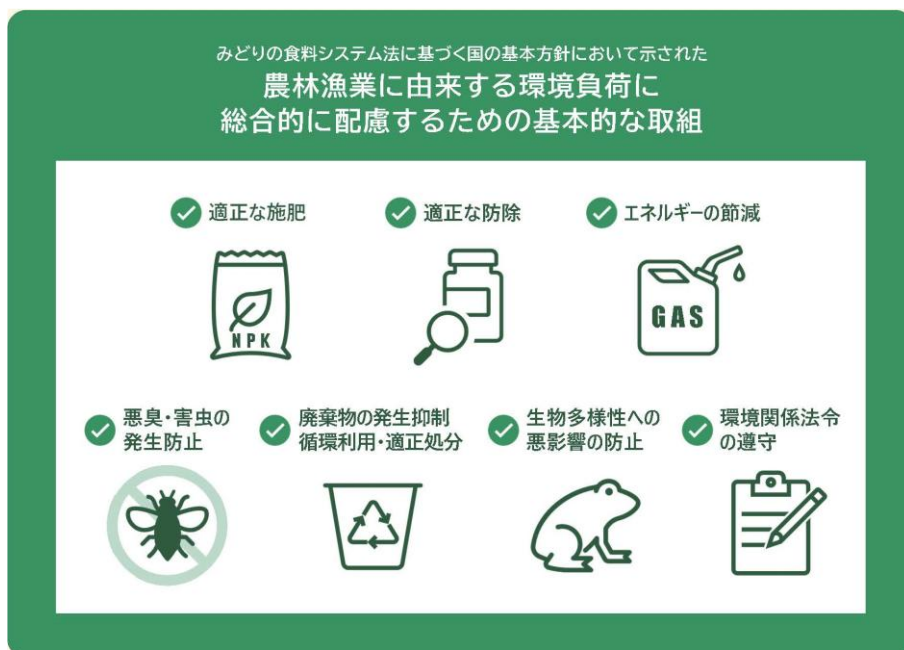 みどりの食料システム法に基づく国の基本方針において示された
農林漁業に由来する環境負荷に
総合的に配慮するための基本的な取組
適正な施肥
適正な防除
エネルギーの節減
NPK
GAS
悪臭・害虫の
発生防止
廃棄物の発生抑制
循環利用・適正処分
生物多様性への
悪影響の防止
環境関係法令
の遵守